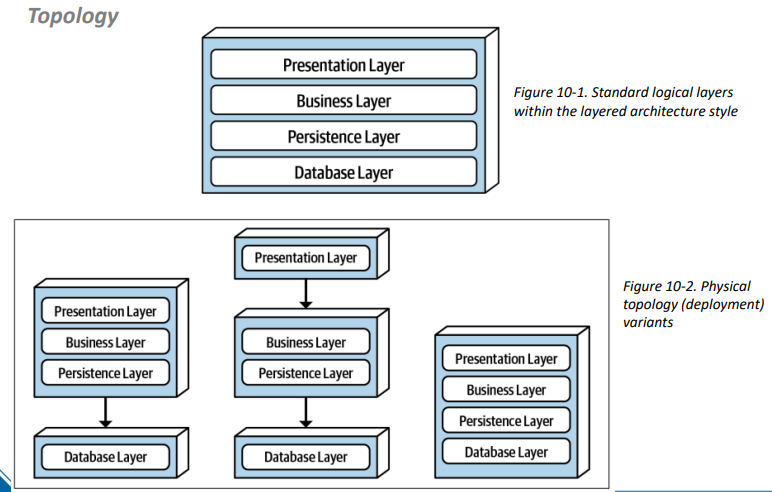 Topology
Presentation Layer
Business Layer
Persistence Layer
Database Layer
Figure 10-1. Standard logical layers
within the layered architecture style
Presentation Layer
Business Layer
Persistence Layer
Database Layer
Presentation Layer
Business Layer
Persistence Layer
Database Layer
Presentation Layer
Business Layer
Persistence Layer
Database Layer
Figure 10-2. Physical
topology (deployment)
variants